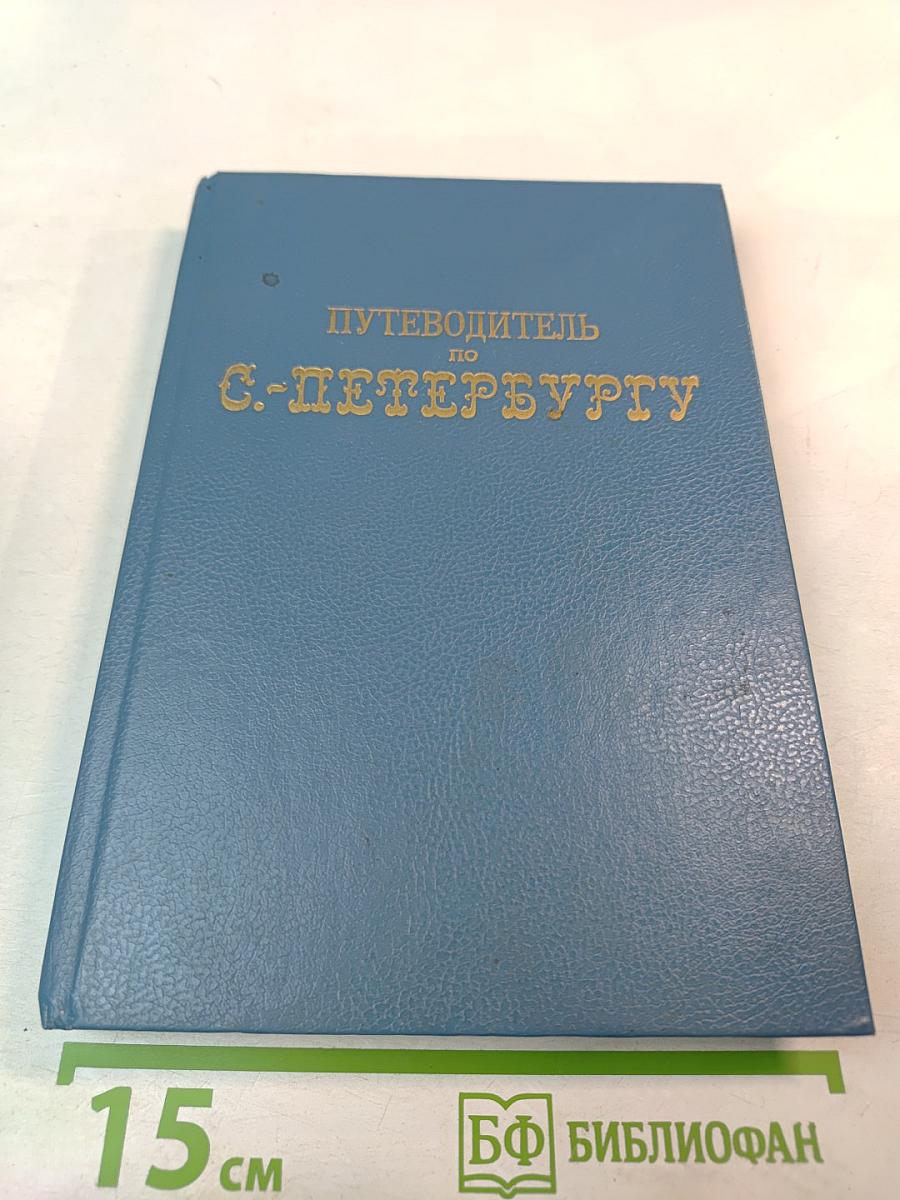 ПУТЕВОДИТЕЛЬ
ПО
С.-ПЕТЕРБУРГУ
15 см
БФ БИБЛИОФАН